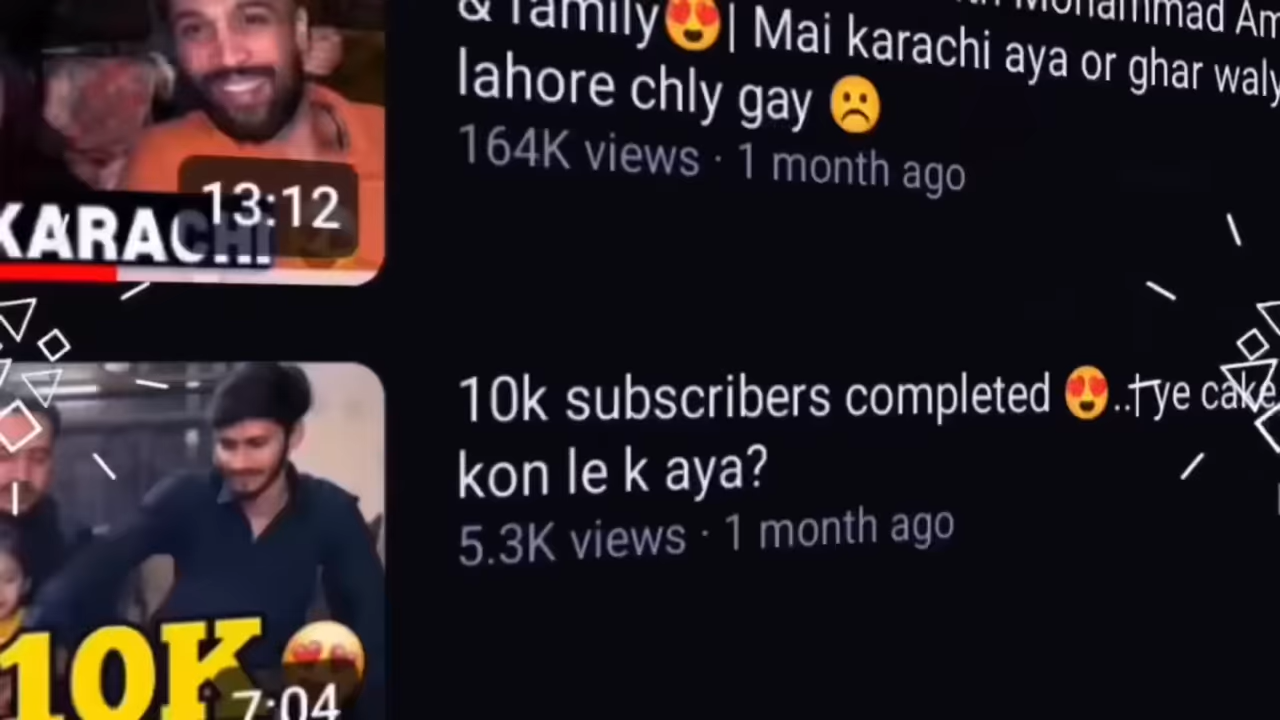 & family😍| Mai karachi aya or ghar waly
lahore chly gay ☹️
164K views · 1 month ago
13:12
KARACHI
10k subscribers completed 😍..† ye cake
kon le k aya?
5.3K views · 1 month ago
10K
7:04